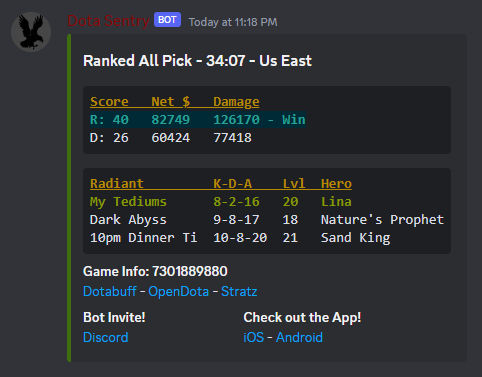 Dota Sentry BOT Today at 11:18 PM
Ranked All Pick - 34:07 - Us East
Score Net $ Damage
R: 40 82749 126170 - Win
D: 26 60424 77418
Radiant K-D-A Lvl Hero
My Tediums 8-2-16 20 Lina
Dark Abyss 9-8-17 18 Nature's Prophet
10pm Dinner Ti 10-8-20 21 Sand King
Game Info: 7301889880
Dotabuff - OpenDota - Stratz
Bot Invite! Check out the App!
Discord iOS - Android